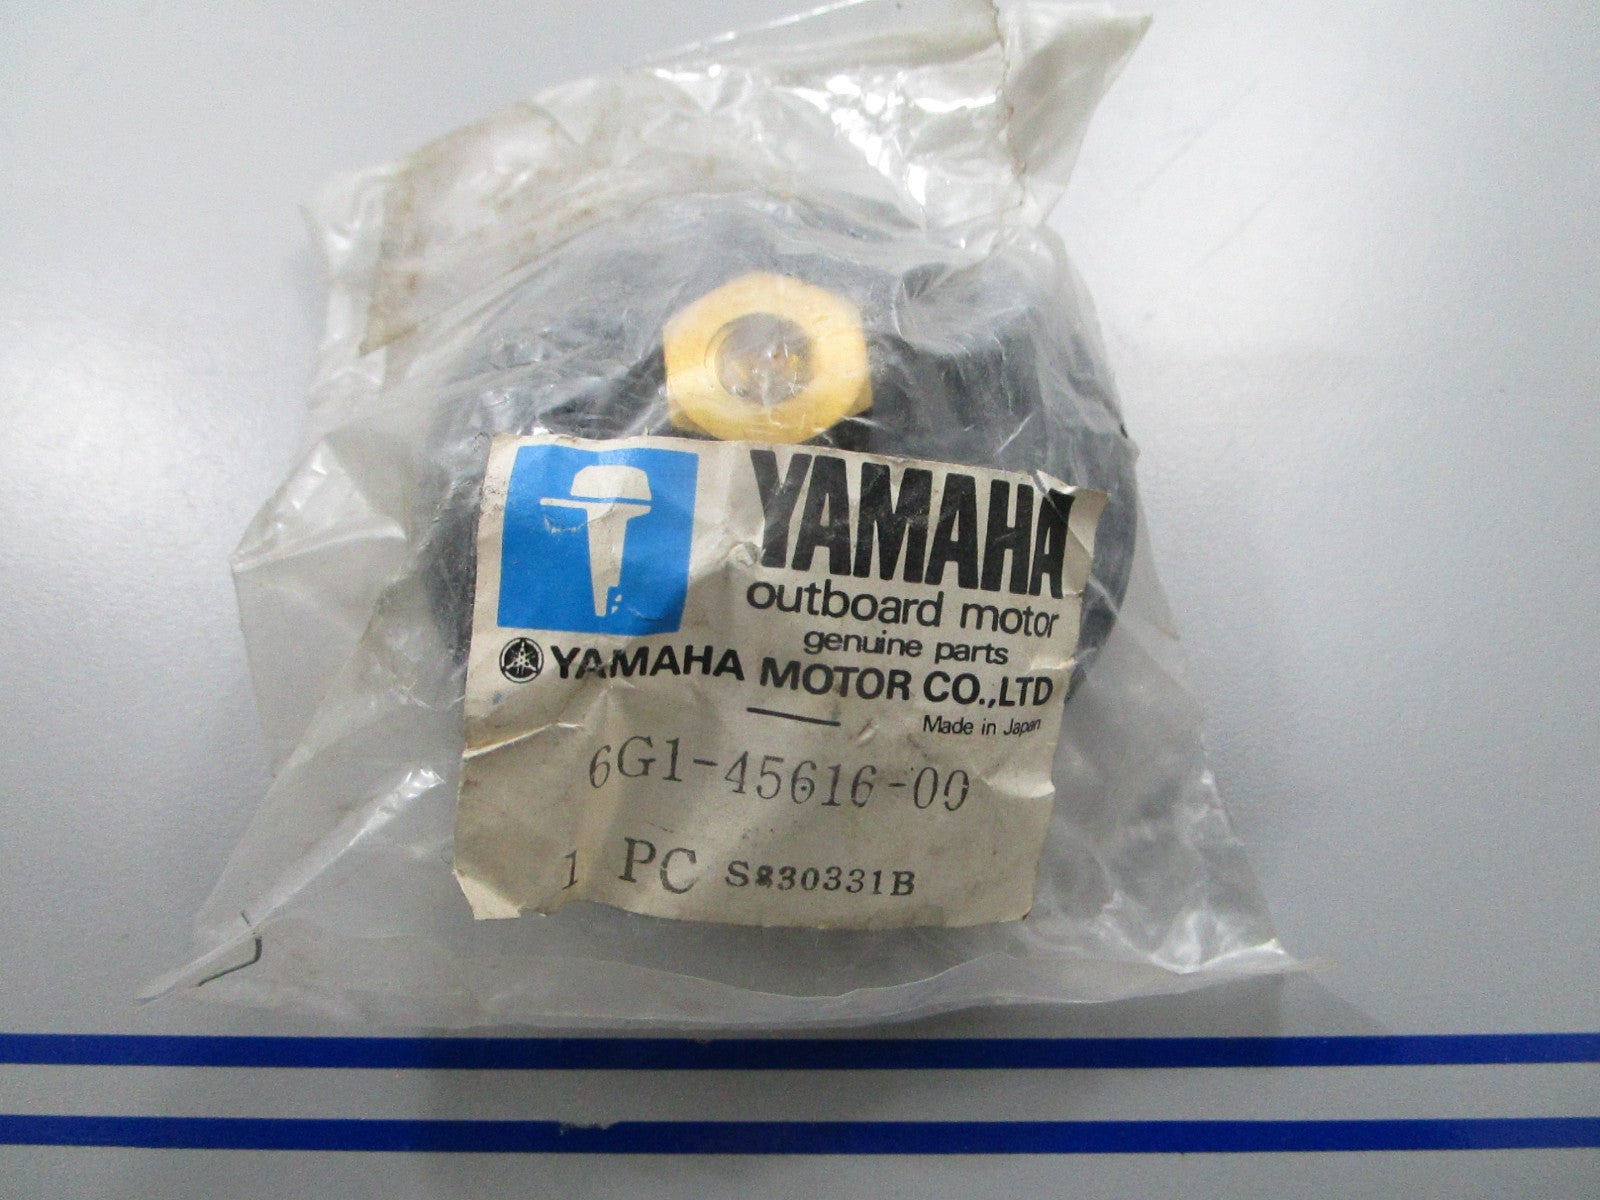 YAMAHA
outboard motor
genuine parts
YAMAHA MOTOR CO.,LTD
Made in Japan
6G1-45616-00
1 PC S830331B